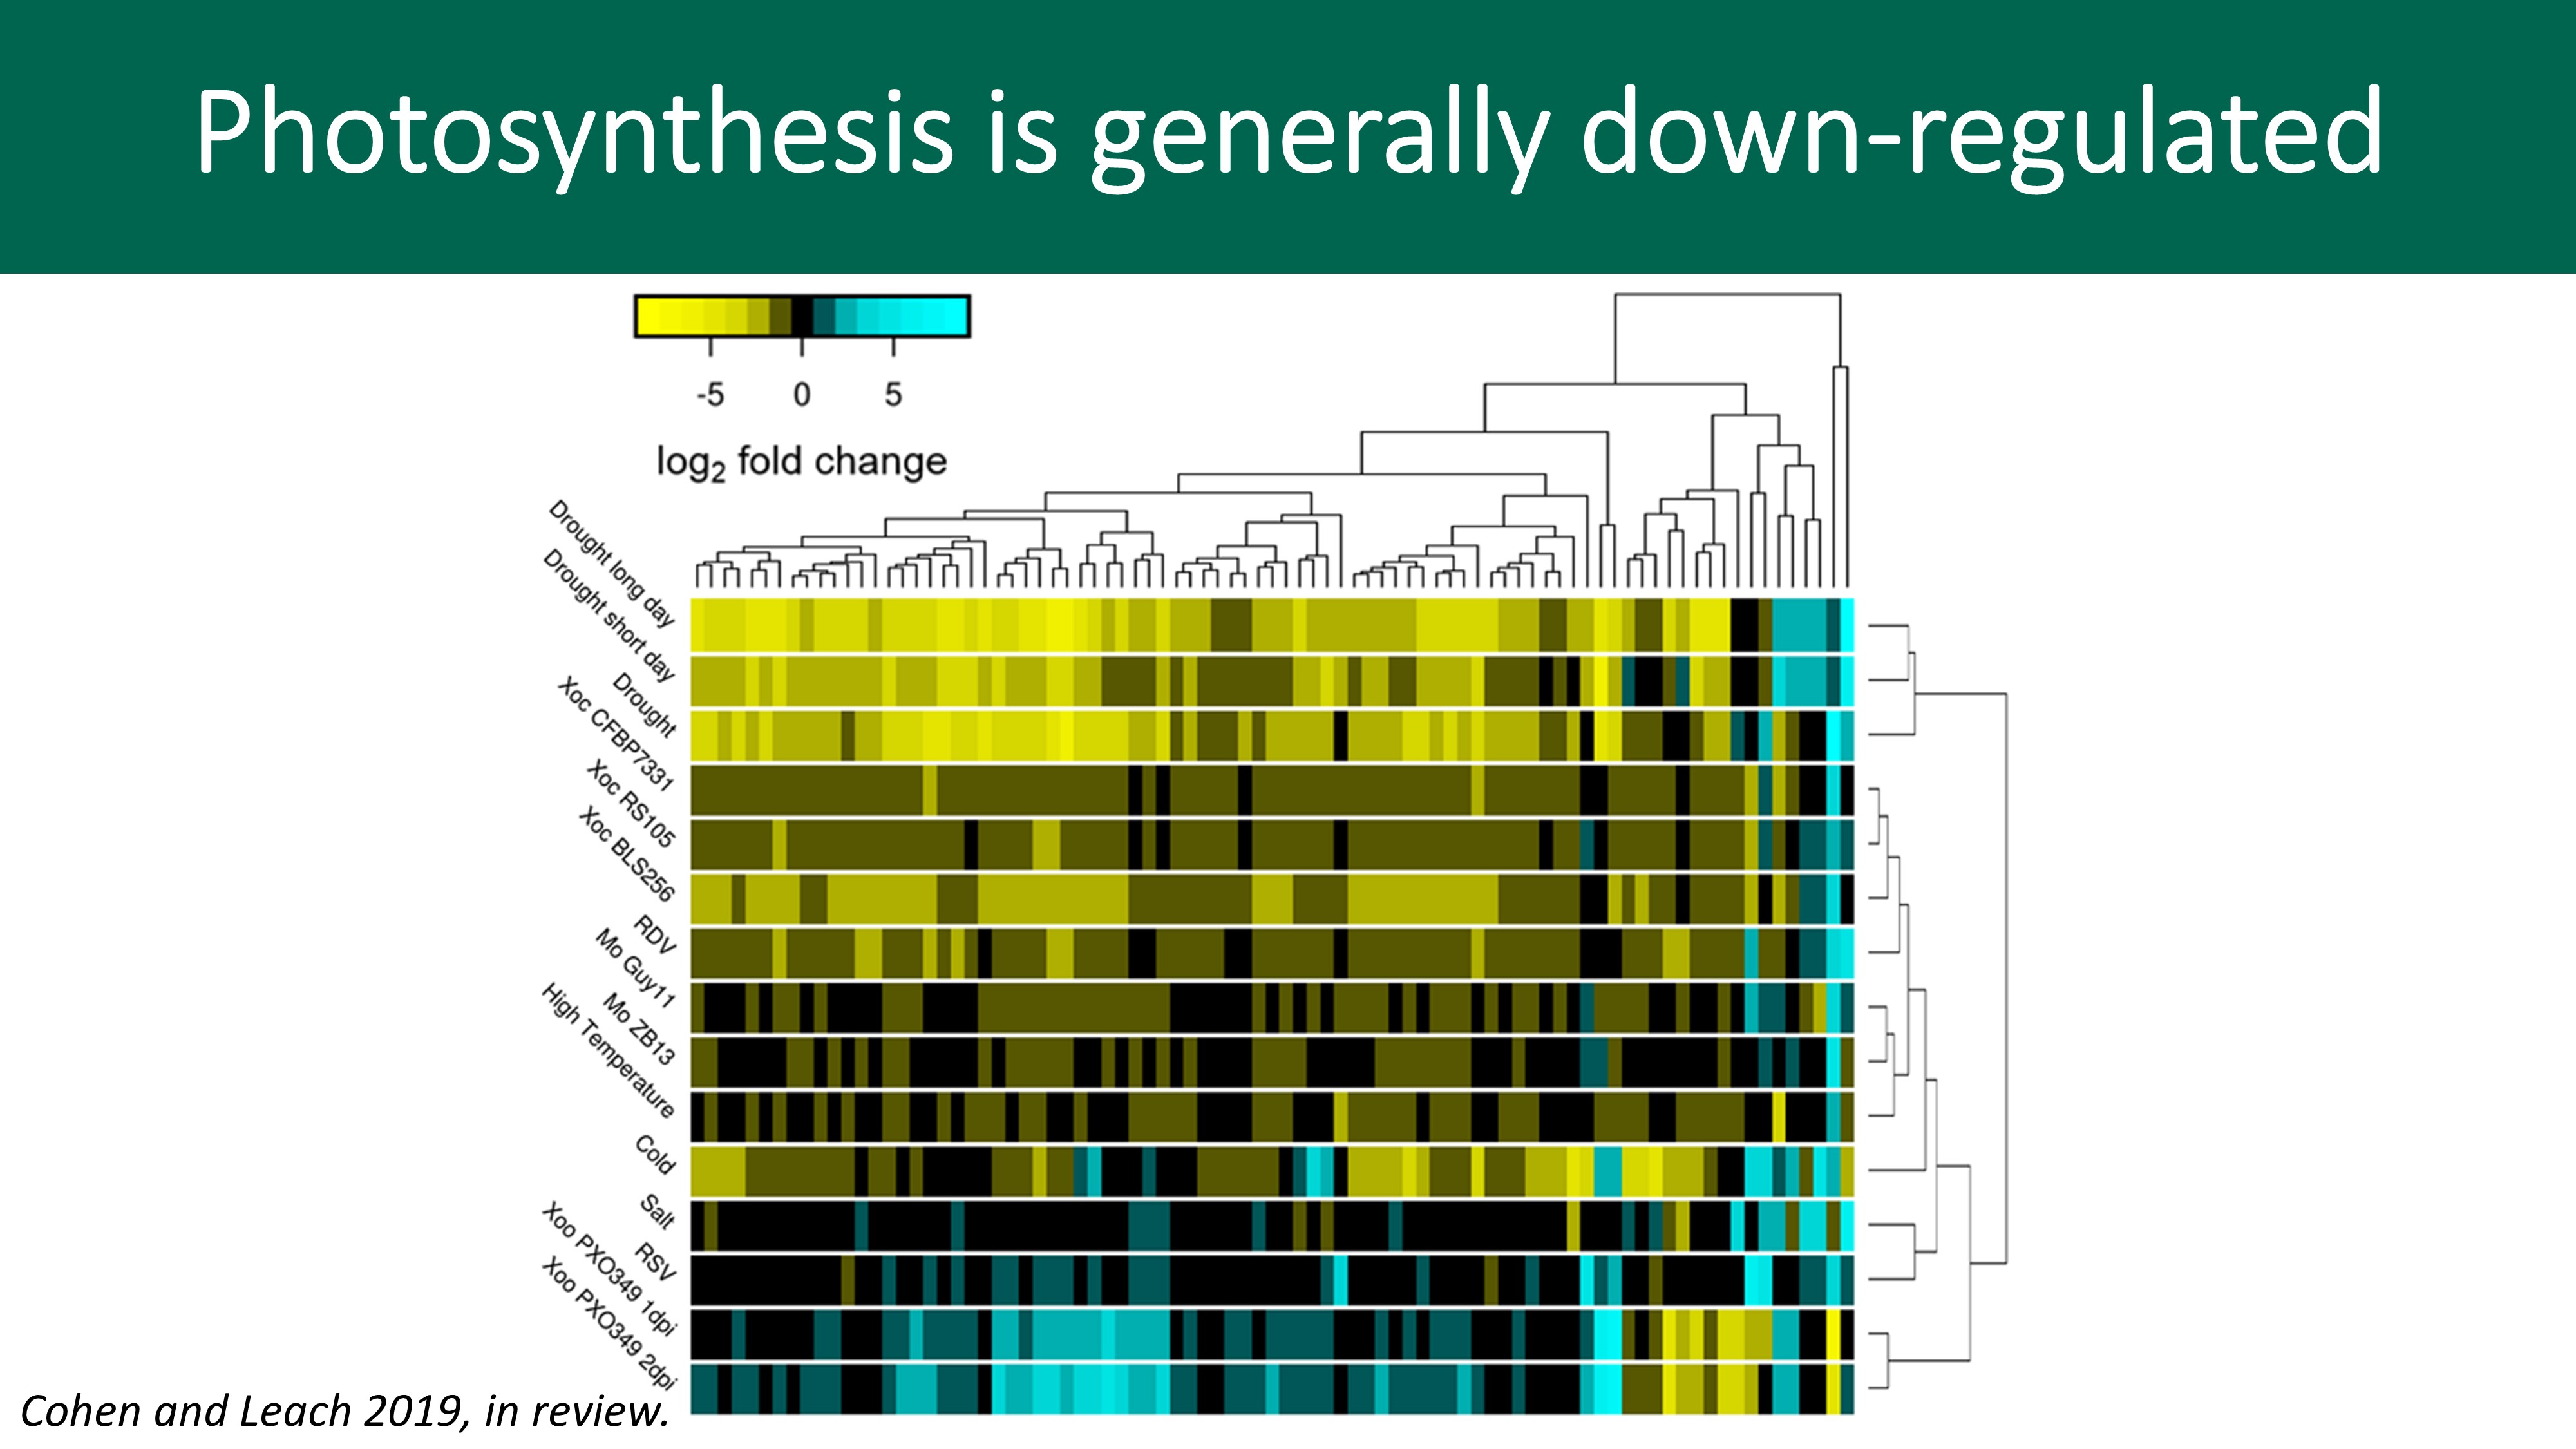 Photosynthesis is generally down-regulated
-5 0 5
log2 fold change
Drought long day
Drought short day
Drought
Xoc CFBP7331
Xoc RS105
Xoc BLS256
RDV
Mo Guy11
Mo ZB13
High Temperature
Cold
Salt
RSV
Xoo PXO349 1dpi
Xoo PXO349 2dpi
Cohen and Leach 2019, in review.